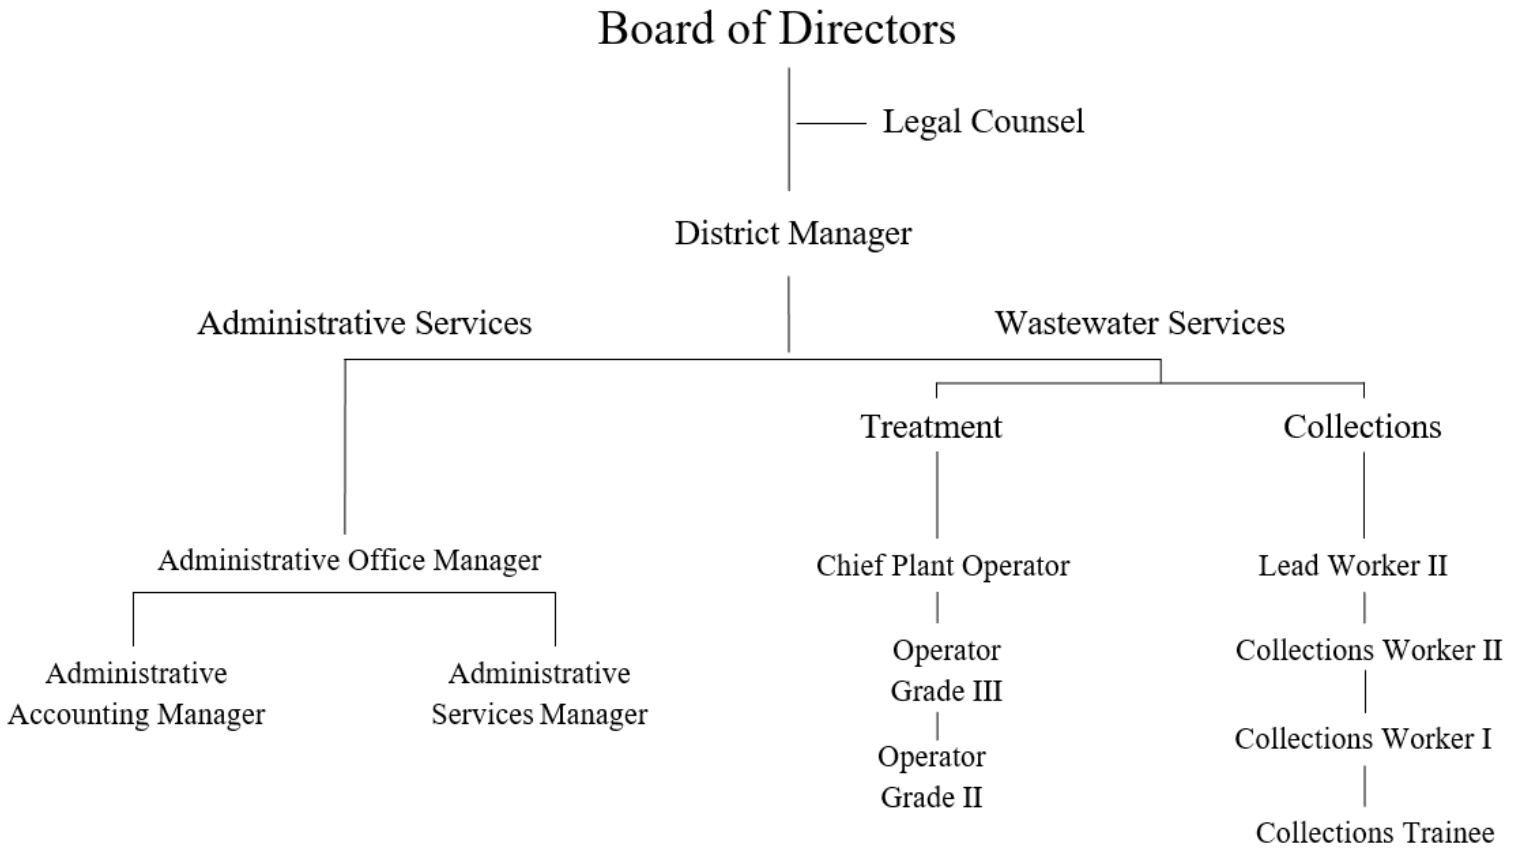 Board of Directors
Legal Counsel
District Manager
Administrative Services
Wastewater Services
Treatment
Collections
Administrative Office Manager
Chief Plant Operator
Lead Worker II
Administrative
Accounting Manager
Administrative
Services Manager
Operator
Grade III
Collections Worker II
Operator
Grade II
Collections Worker I
Collections Trainee